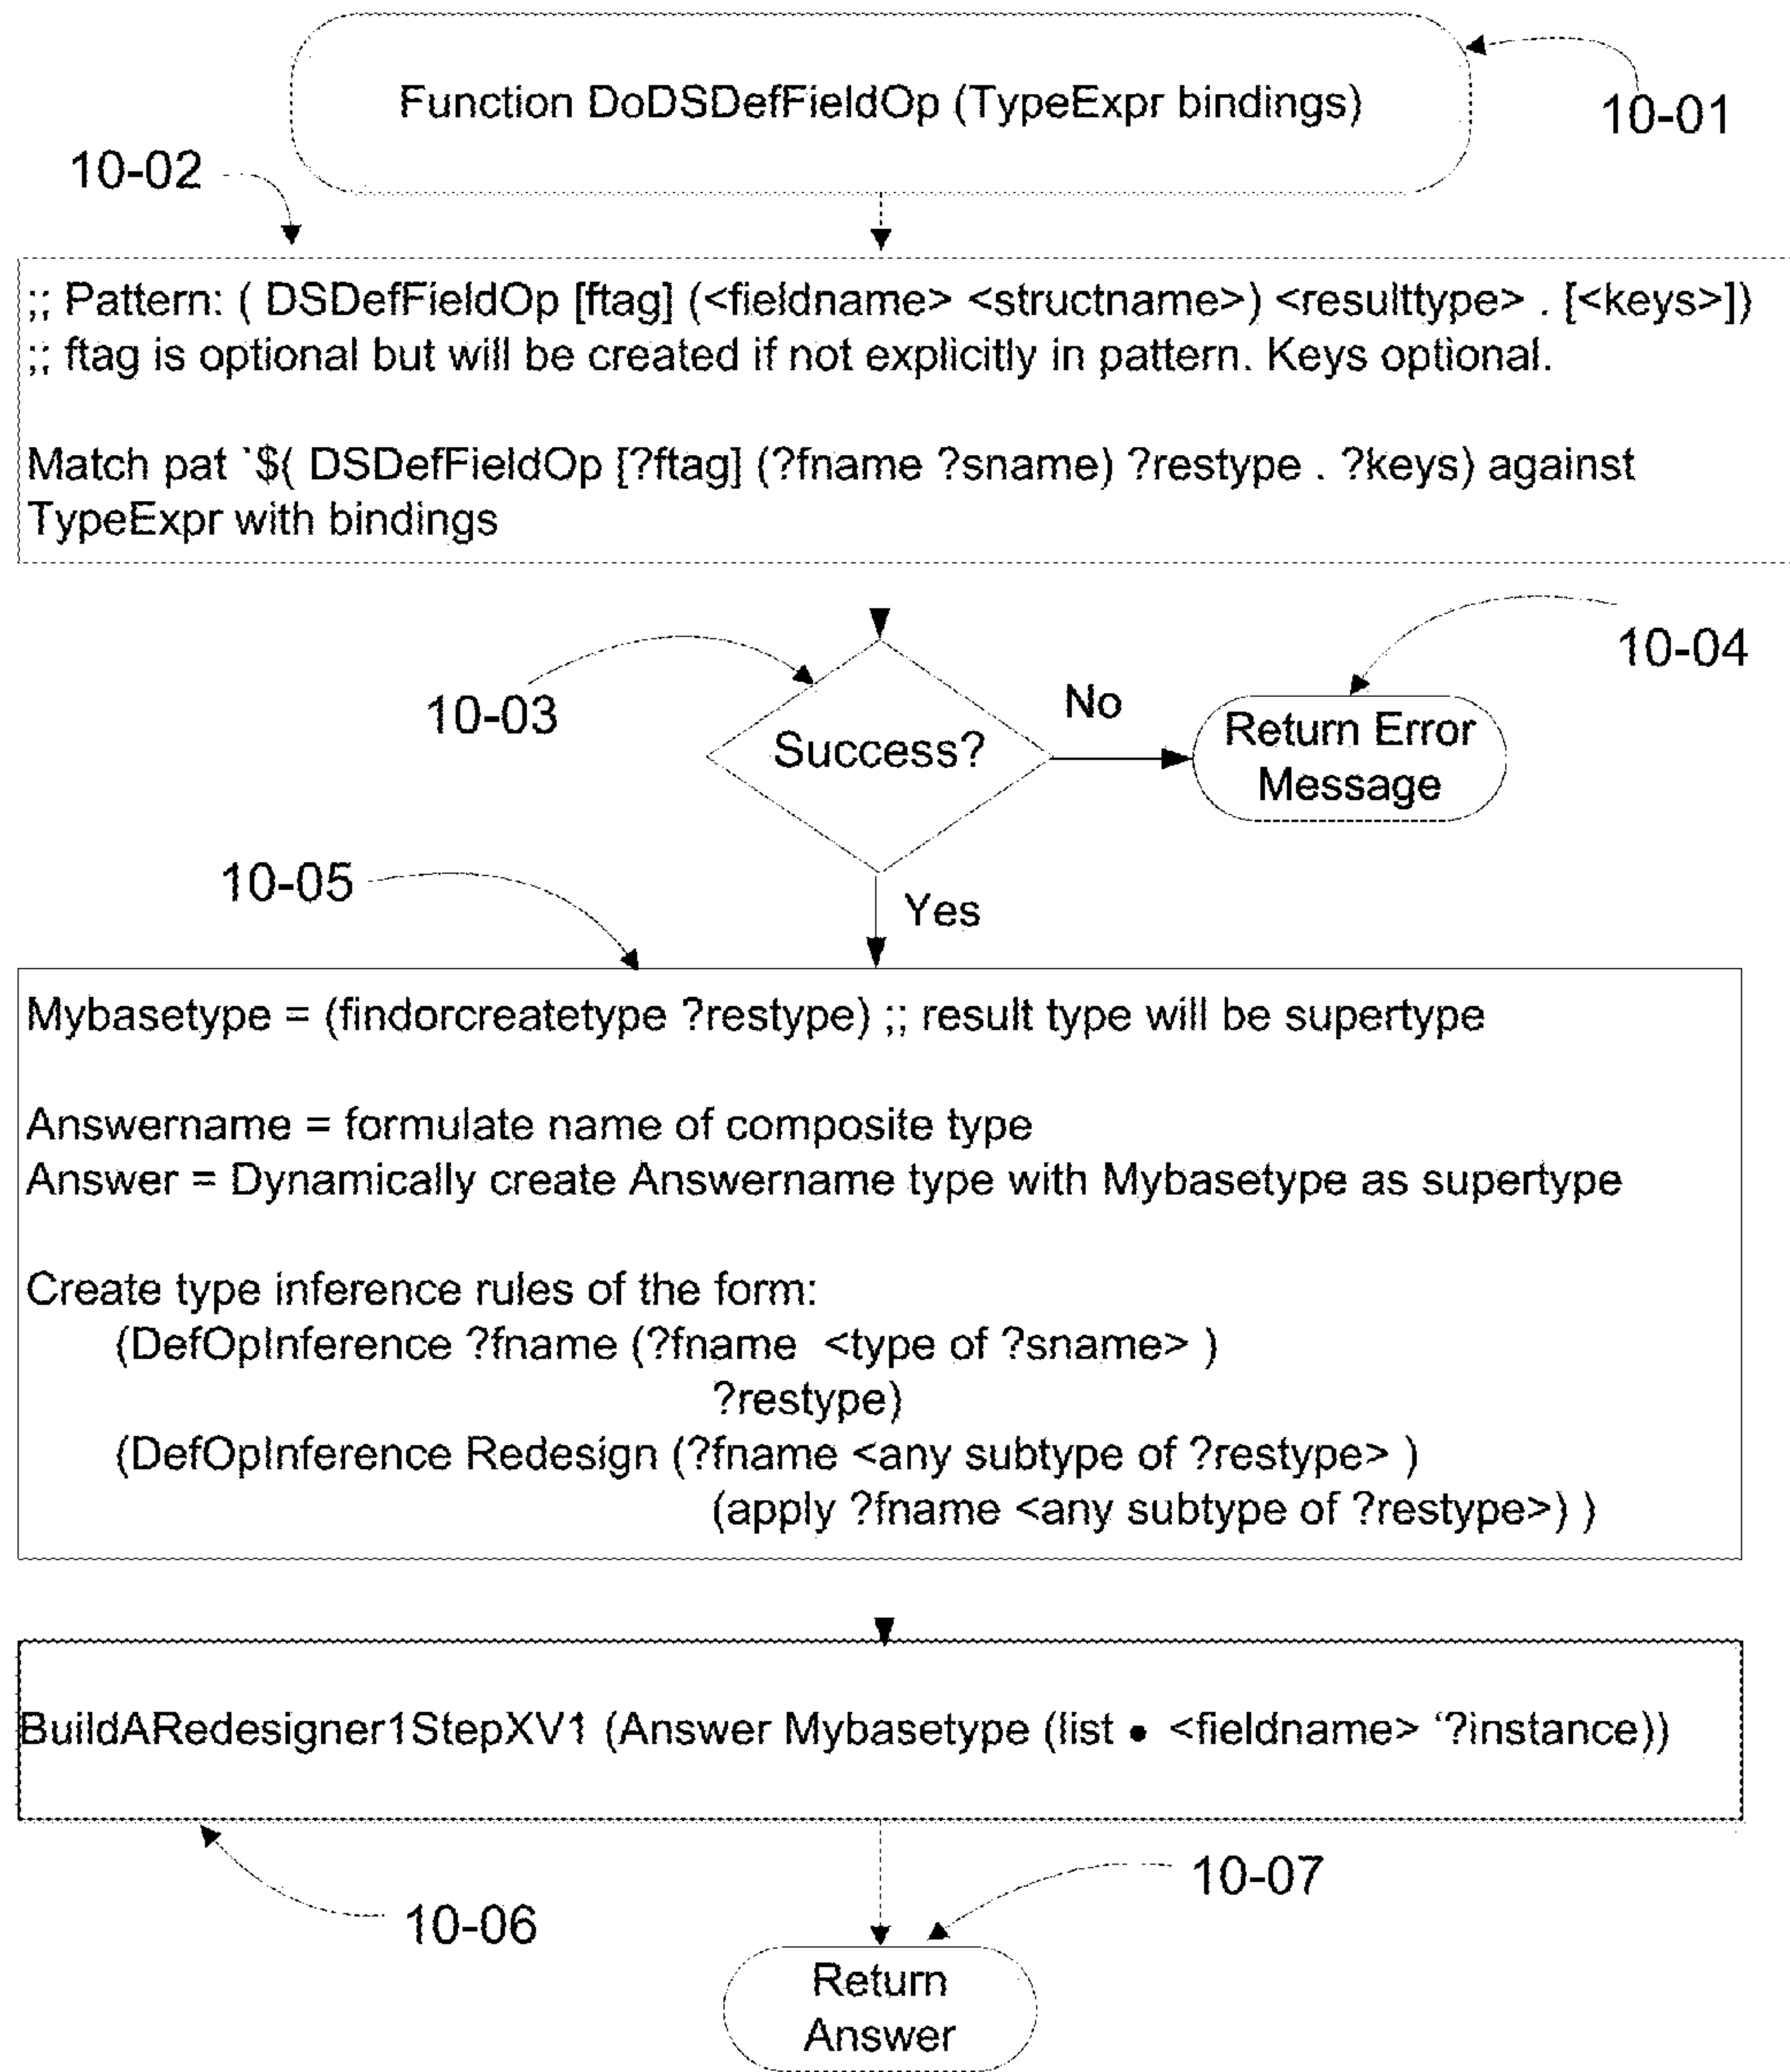 Function DoDSDefFieldOp (TypeExpr bindings)
10-01
10-02
;; Pattern: ( DSDefFieldOp [ftag] (<fieldname> <structname>) <resulttype> . [<keys>])
;; ftag is optional but will be created if not explicitly in pattern. Keys optional.
Match pat `$( DSDefFieldOp [?ftag] (?fname ?sname) ?restype . ?keys) against
TypeExpr with bindings
10-04
10-03
Success?
No
Return Error
Message
10-05
Yes
Mybasetype = (findorcreatetype ?restype) ;; result type will be supertype
Answername = formulate name of composite type
Answer = Dynamically create Answername type with Mybasetype as supertype
Create type inference rules of the form:
(DefOpInference ?fname (?fname <type of ?sname> )
?restype)
(DefOpInference Redesign (?fname <any subtype of ?restype> )
(apply ?fname <any subtype of ?restype>) )
BuildARedesigner1StepXV1 (Answer Mybasetype (list • <fieldname> ‘?instance))
10-07
10-06
Return
Answer